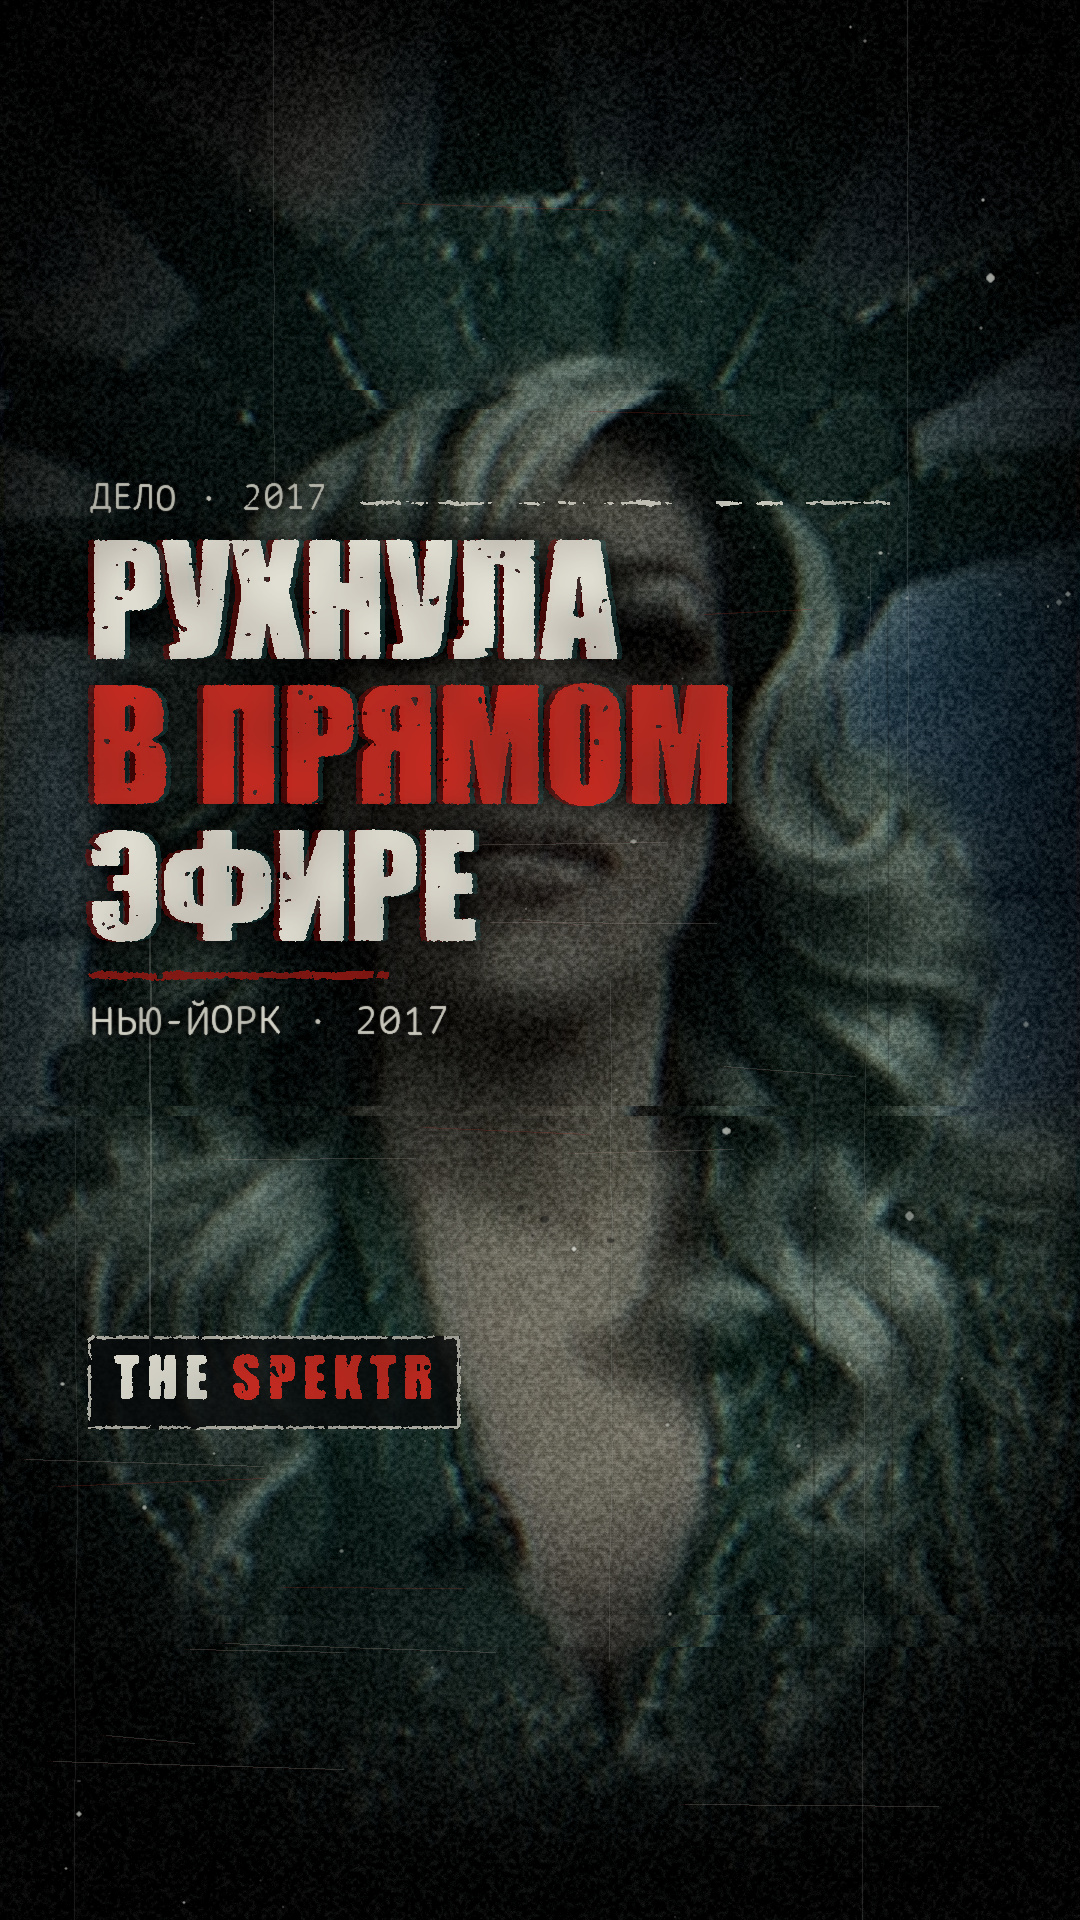 ДЕЛО · 2017
РУХНУЛА
В ПРЯМОМ
ЭФИРЕ
НЬЮ-ЙОРК · 2017
THE SPEKTR